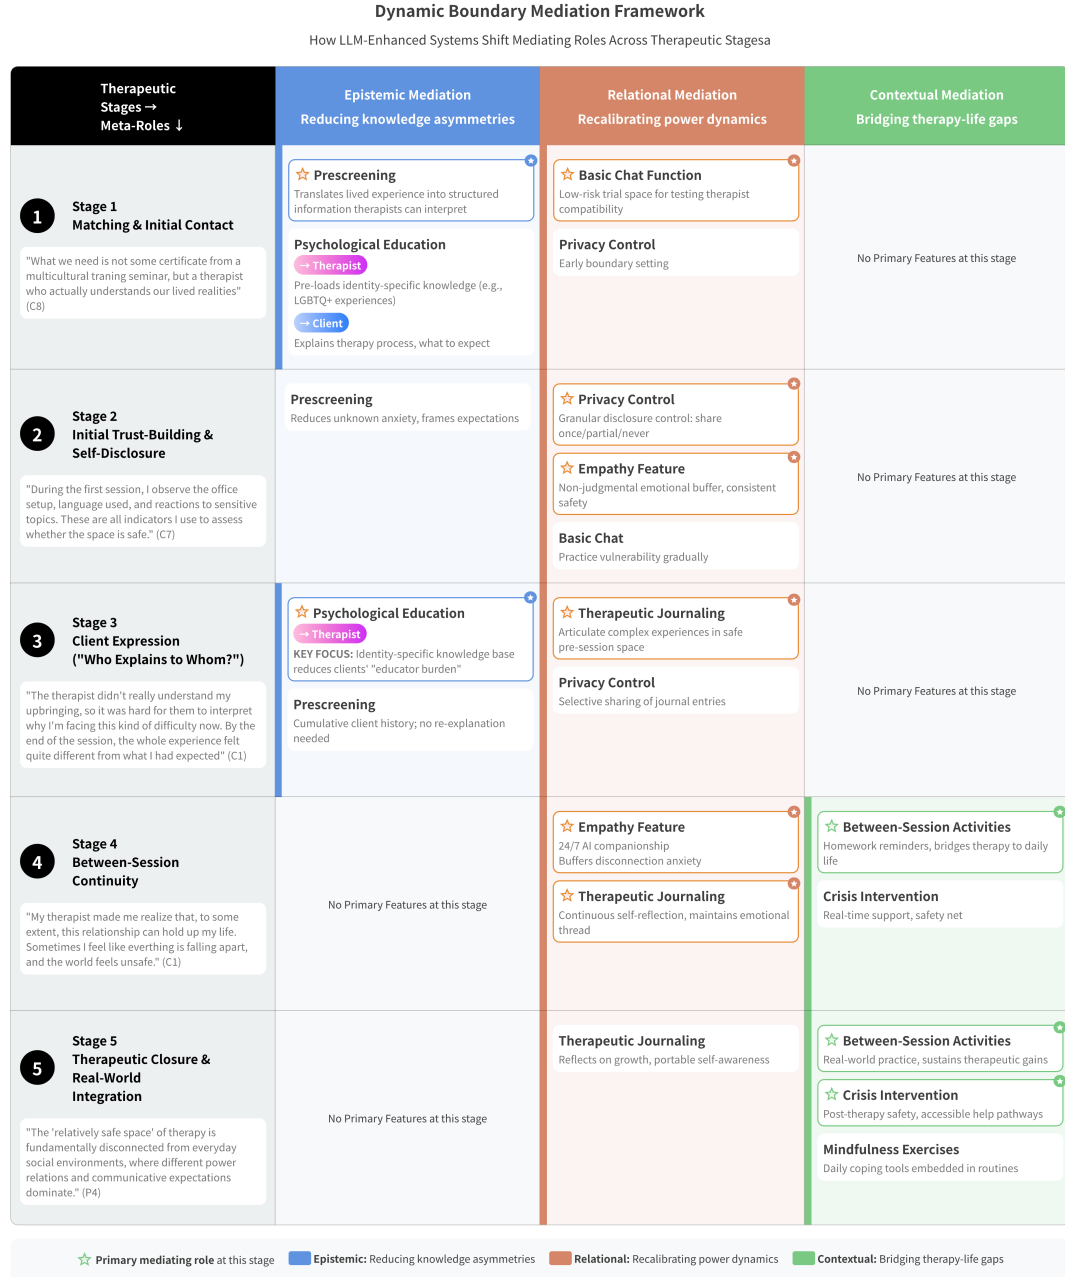 Dynamic Boundary Mediation Framework
How LLM-Enhanced Systems Shift Mediating Roles Across Therapeutic Stagesa
Therapeutic
Stages →
Meta-Roles ↓
Epistemic Mediation
Reducing knowledge asymmetries
Relational Mediation
Recalibrating power dynamics
Contextual Mediation
Bridging therapy-life gaps
1
Stage 1
Matching & Initial Contact
"What we need is not some certificate from a
multicultural traning seminar, but a therapist
who actually understands our lived realities"
(C8)
Prescreening
Translates lived experience into structured
information therapists can interpret
Psychological Education
→ Therapist
Pre-loads identity-specific knowledge (e.g.,
LGBTQ+ experiences)
→ Client
Explains therapy process, what to expect
Basic Chat Function
Low-risk trial space for testing therapist
compatibility
Privacy Control
Early boundary setting
No Primary Features at this stage
2
Stage 2
Initial Trust-Building &
Self-Disclosure
"During the first session, I observe the office
setup, language used, and reactions to sensitive
topics. These are all indicators I use to assess
whether the space is safe." (C7)
Prescreening
Reduces unknown anxiety, frames expectations
Privacy Control
Granular disclosure control: share
once/partial/never
Empathy Feature
Non-judgmental emotional buffer, consistent
safety
Basic Chat
Practice vulnerability gradually
No Primary Features at this stage
3
Stage 3
Client Expression
("Who Explains to Whom?")
"The therapist didn't really understand my
upbringing, so it was hard for them to interpret
why I'm facing this kind of difficulty now. By the
end of the session, the whole experience felt
quite different from what I had expected" (C1)
Psychological Education
→ Therapist
KEY FOCUS: Identity-specific knowledge base
reduces clients' "educator burden"
Prescreening
Cumulative client history; no re-explanation
needed
Therapeutic Journaling
Articulate complex experiences in safe
pre-session space
Privacy Control
Selective sharing of journal entries
No Primary Features at this stage
4
Stage 4
Between-Session
Continuity
"My therapist made me realize that, to some
extent, this relationship can hold up my life.
Sometimes I feel like everthing is falling apart,
and the world feels unsafe." (C1)
No Primary Features at this stage
Empathy Feature
24/7 AI companionship
Buffers disconnection anxiety
Therapeutic Journaling
Continuous self-reflection, maintains emotional
thread
Between-Session Activities
Homework reminders, bridges therapy to daily
life
Crisis Intervention
Real-time support, safety net
5
Stage 5
Therapeutic Closure &
Real-World
Integration
"The 'relatively safe space' of therapy is
fundamentally disconnected from everyday
social environments, where different power
relations and communicative expectations
dominate." (P4)
No Primary Features at this stage
Therapeutic Journaling
Reflects on growth, portable self-awareness
Between-Session Activities
Real-world practice, sustains therapeutic gains
Crisis Intervention
Post-therapy safety, accessible help pathways
Mindfulness Exercises
Daily coping tools embedded in routines
Primary mediating role at this stage
Epistemic: Reducing knowledge asymmetries
Relational: Recalibrating power dynamics
Contextual: Bridging therapy-life gaps